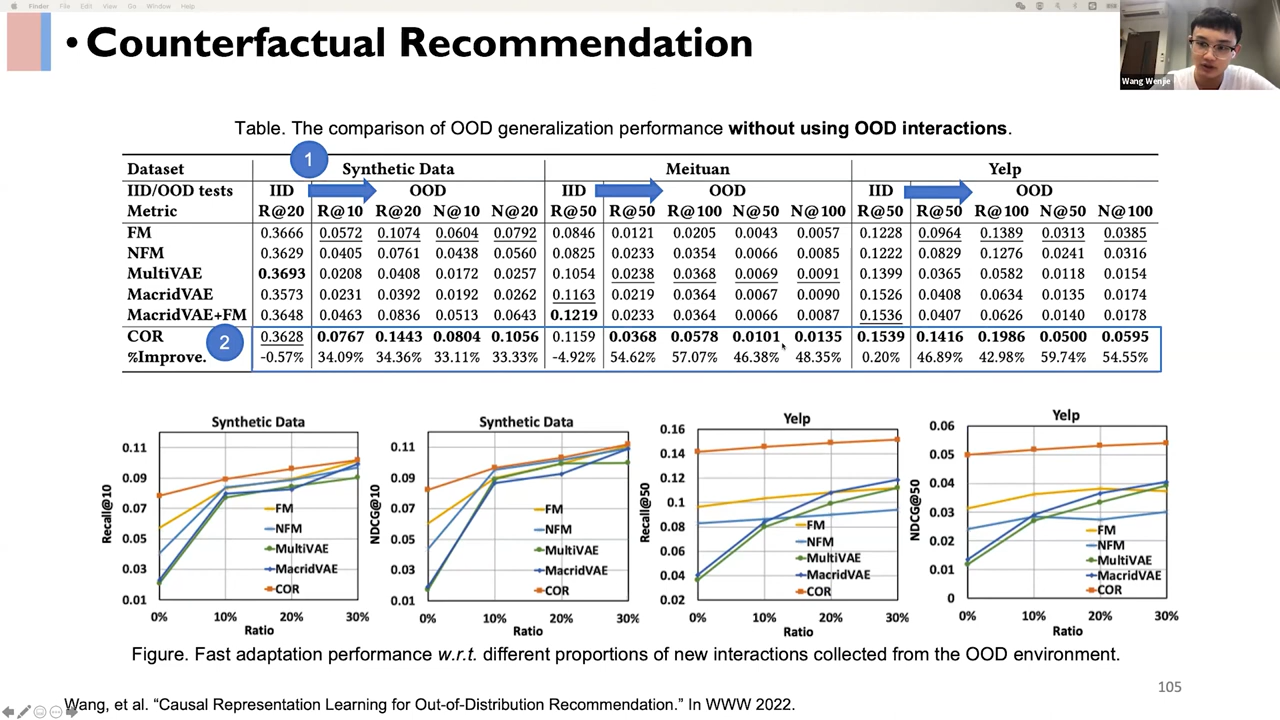 Finder File Edit View Go Window Help
• Counterfactual Recommendation
Wang Wenjie
Table. The comparison of OOD generalization performance without using OOD interactions.
1
Dataset Synthetic Data Meituan Yelp
IID/OOD tests IID OOD IID OOD IID OOD
Metric R@20 R@10 R@20 N@10 N@20 R@50 R@50 R@100 N@50 N@100 R@50 R@50 R@100 N@50 N@100
FM 0.3666 0.0572 0.1074 0.0604 0.0792 0.0846 0.0121 0.0205 0.0043 0.0057 0.1228 0.0964 0.1389 0.0313 0.0385
NFM 0.3629 0.0405 0.0761 0.0438 0.0560 0.0825 0.0233 0.0354 0.0066 0.0085 0.1222 0.0829 0.1276 0.0241 0.0316
MultiVAE 0.3693 0.0208 0.0408 0.0172 0.0257 0.1054 0.0238 0.0368 0.0069 0.0091 0.1399 0.0365 0.0582 0.0118 0.0154
MacridVAE 0.3573 0.0231 0.0392 0.0192 0.0262 0.1163 0.0219 0.0364 0.0067 0.0090 0.1526 0.0408 0.0634 0.0135 0.0174
MacridVAE+FM 0.3648 0.0463 0.0836 0.0513 0.0643 0.1219 0.0233 0.0364 0.0066 0.0087 0.1536 0.0407 0.0626 0.0140 0.0178
COR 0.3628 0.0767 0.1443 0.0804 0.1056 0.1159 0.0368 0.0578 0.0101 0.0135 0.1539 0.1416 0.1986 0.0500 0.0595
2
%Improve. -0.57% 34.09% 34.36% 33.11% 33.33% -4.92% 54.62% 57.07% 46.38% 48.35% 0.20% 46.89% 42.98% 59.74% 54.55%
Synthetic Data
Recall@10
0.11
0.09
0.07
0.05
0.03
0.01
FM
NFM
MultiVAE
MacridVAE
COR
0% 10% 20% 30%
Ratio
Synthetic Data
NDCG@10
0.11
0.09
0.07
0.05
0.03
0.01
FM
NFM
MultiVAE
MacridVAE
COR
0% 10% 20% 30%
Ratio
Yelp
Recall@50
0.16
0.14
0.12
0.1
0.08
0.06
0.04
0.02
FM
NFM
MultiVAE
MacridVAE
COR
0% 10% 20% 30%
Ratio
Yelp
NDCG@50
0.06
0.05
0.04
0.03
0.02
0.01
0
FM
NFM
MultiVAE
MacridVAE
COR
0% 10% 20% 30%
Ratio
Figure. Fast adaptation performance w.r.t. different proportions of new interactions collected from the OOD environment.
105
Wang, et al. “Causal Representation Learning for Out-of-Distribution Recommendation.” In WWW 2022.